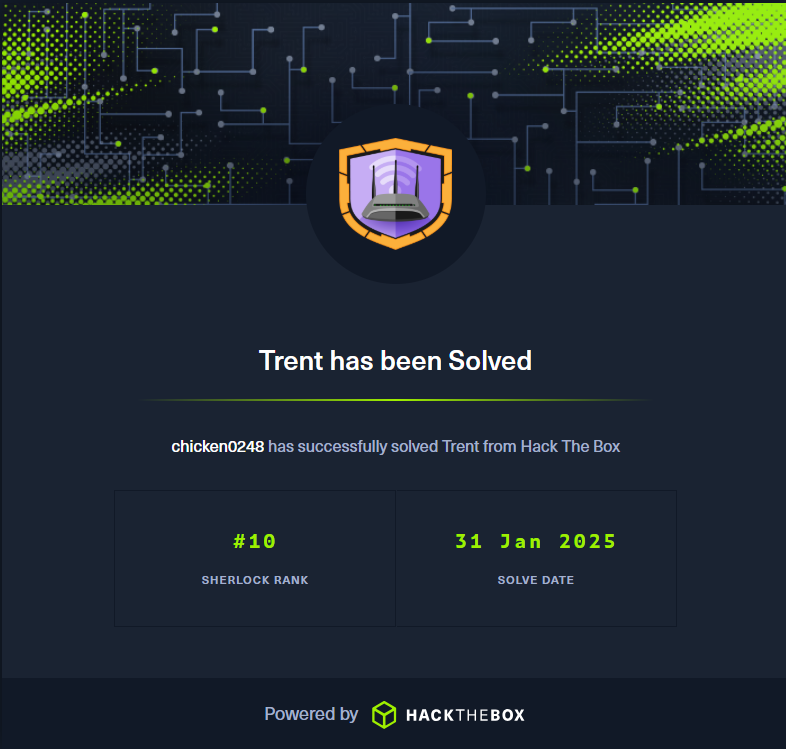 Trent has been Solved
chicken0248 has successfully solved Trent from Hack The Box
#10
SHERLOCK RANK
31 Jan 2025
SOLVE DATE
Powered by HACKTHEBOX